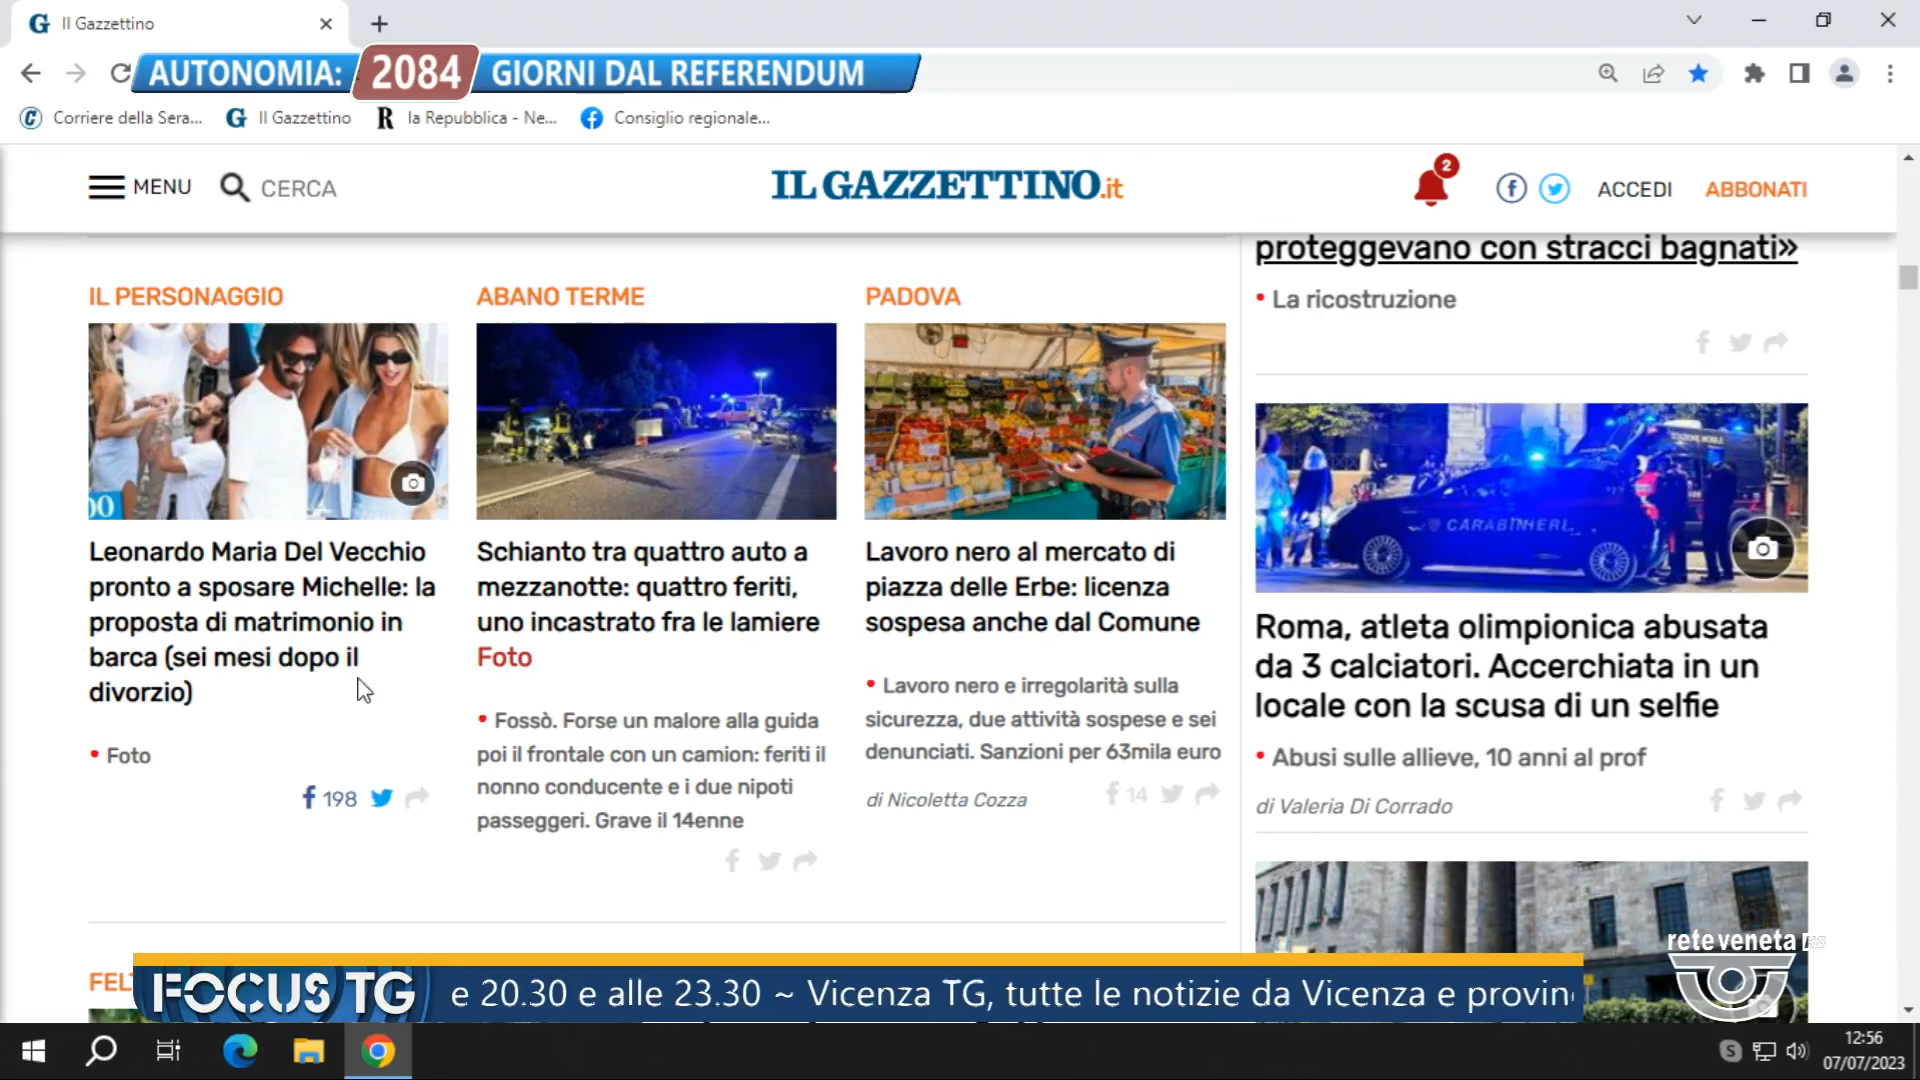 Il Gazzettino
AUTONOMIA: 2084 GIORNI DAL REFERENDUM
Corriere della Sera...
Il Gazzettino
la Repubblica - Ne...
Consiglio regionale...
MENU
CERCA
IL GAZZETTINO.it
2
ACCEDI
ABBONATI
IL PERSONAGGIO
Leonardo Maria Del Vecchio
pronto a sposare Michelle: la
proposta di matrimonio in
barca (sei mesi dopo il
divorzio)
• Foto
198
ABANO TERME
Schianto tra quattro auto a
mezzanotte: quattro feriti,
uno incastrato fra le lamiere
Foto
• Fossò. Forse un malore alla guida
poi il frontale con un camion: feriti il
nonno conducente e i due nipoti
passeggeri. Grave il 14enne
PADOVA
Lavoro nero al mercato di
piazza delle Erbe: licenza
sospesa anche dal Comune
• Lavoro nero e irregolarità sulla
sicurezza, due attività sospese e sei
denunciati. Sanzioni per 63mila euro
di Nicoletta Cozza
14
proteggevano con stracci bagnati»
• La ricostruzione
CARABINIERI
Roma, atleta olimpionica abusata
da 3 calciatori. Accerchiata in un
locale con la scusa di un selfie
• Abusi sulle allieve, 10 anni al prof
di Valeria Di Corrado
reteveneta
FEL
FOCUS TG
e 20.30 e alle 23.30 ~ Vicenza TG, tutte le notizie da Vicenza e provin
12:56
07/07/2023